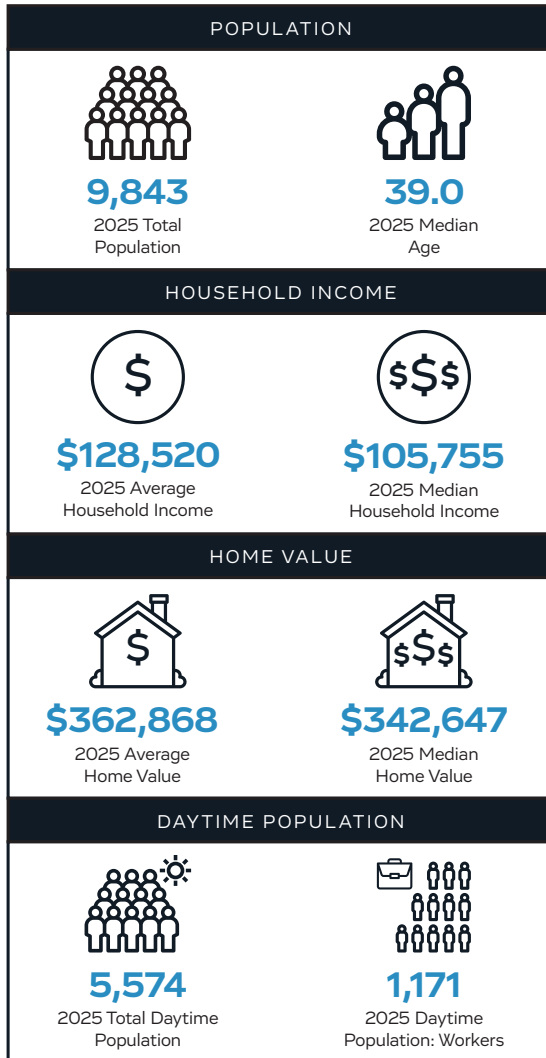 POPULATION
9,843
2025 Total
Population
39.0
2025 Median
Age
HOUSEHOLD INCOME
$
$128,520
2025 Average
Household Income
$$$
$105,755
2025 Median
Household Income
HOME VALUE
$
$362,868
2025 Average
Home Value
$$$
$342,647
2025 Median
Home Value
DAYTIME POPULATION
5,574
2025 Total Daytime
Population
1,171
2025 Daytime
Population: Workers